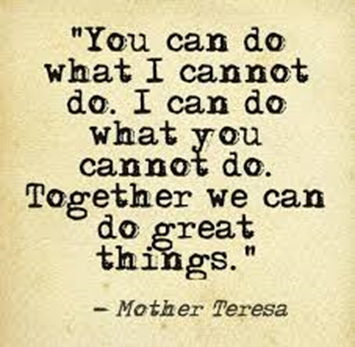 "You can do
what I cannot
do. I can do
what you
cannot do.
Together we can
do great
things."
– Mother Teresa